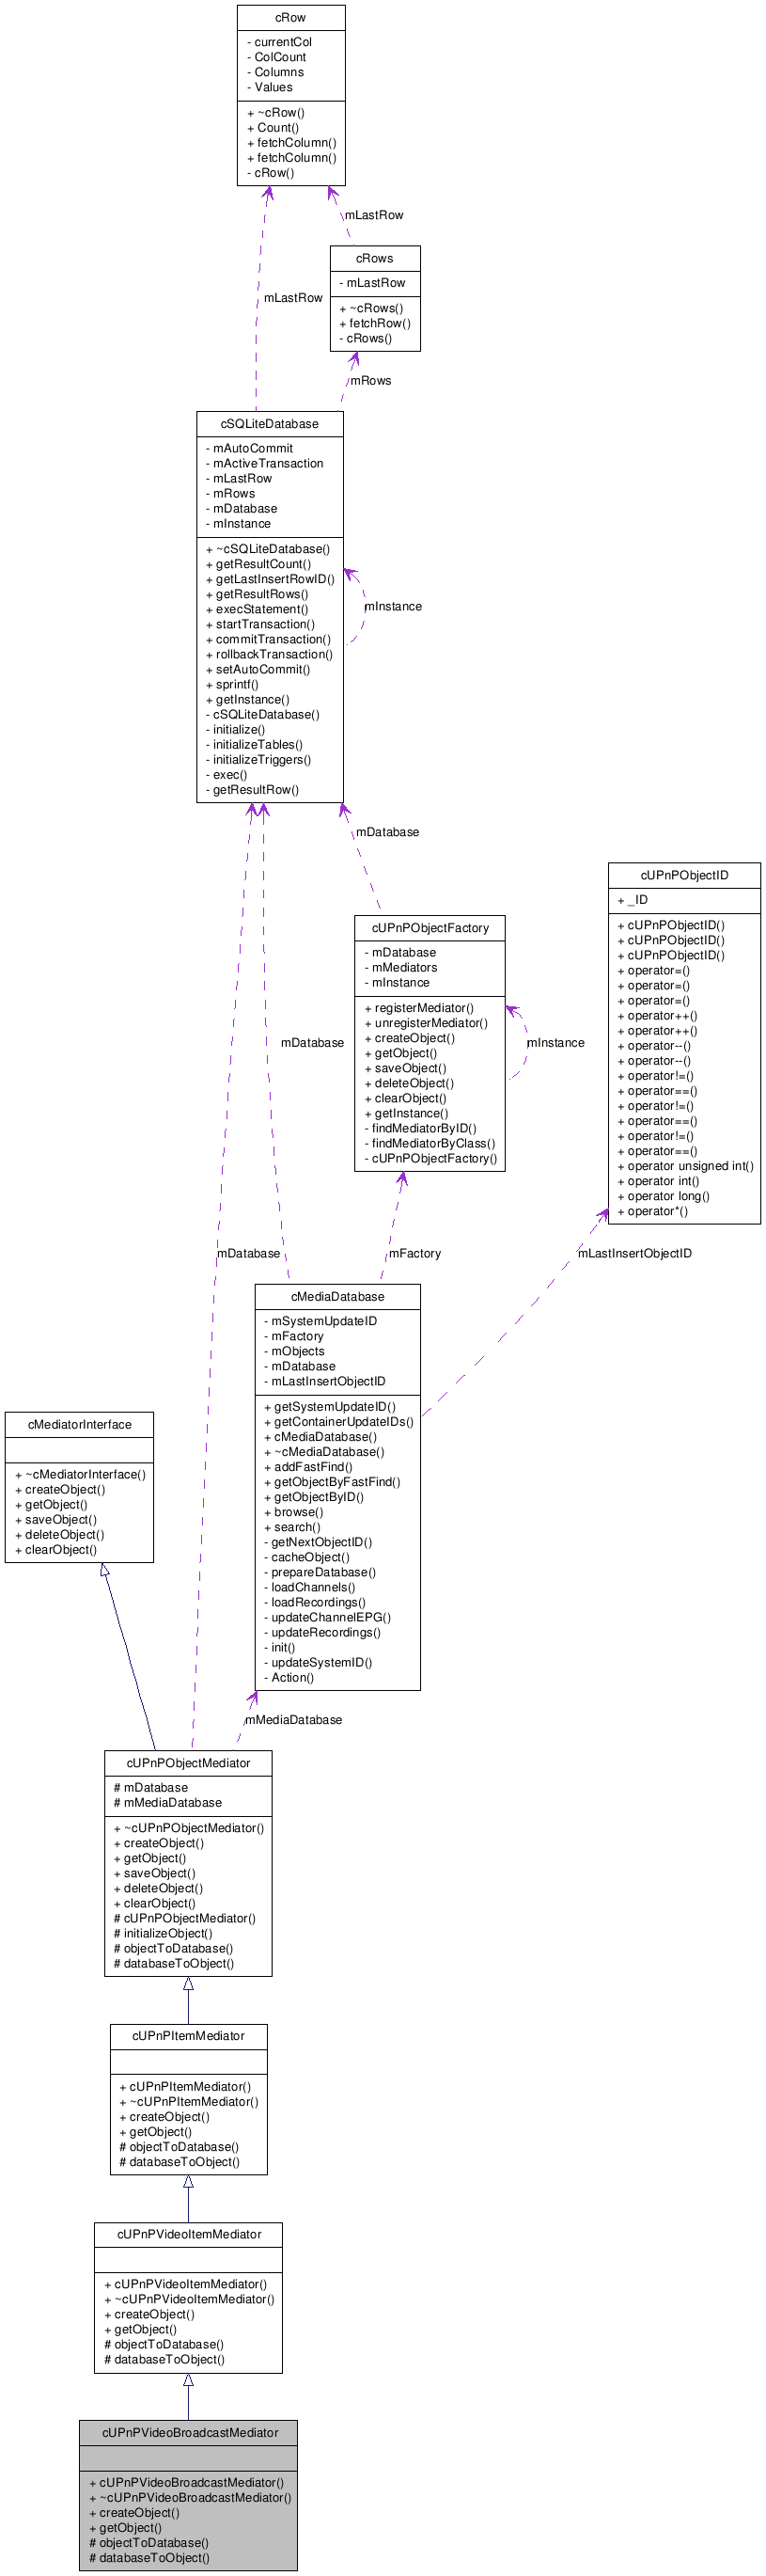 cRow
- currentCol
- ColCount
- Columns
- Values
+ ~cRow()
+ Count()
+ fetchColumn()
+ fetchColumn()
- cRow()
mLastRow
cRows
- mLastRow
+ ~cRows()
+ fetchRow()
- cRows()
mLastRow
mRows
cSQLiteDatabase
- mAutoCommit
- mActiveTransaction
- mLastRow
- mRows
- mDatabase
- mInstance
+ ~cSQLiteDatabase()
+ getResultCount()
+ getLastInsertRowID()
+ getResultRows()
+ execStatement()
+ startTransaction()
+ commitTransaction()
+ rollbackTransaction()
+ setAutoCommit()
+ sprintf()
+ getInstance()
- cSQLiteDatabase()
- initialize()
- initializeTables()
- initializeTriggers()
- exec()
- getResultRow()
mInstance
mDatabase
cUPnPObjectFactory
- mDatabase
- mMediators
- mInstance
+ registerMediator()
+ unregisterMediator()
+ createObject()
+ getObject()
+ saveObject()
+ deleteObject()
+ clearObject()
+ getInstance()
- findMediatorByID()
- findMediatorByClass()
- cUPnPObjectFactory()
mInstance
cUPnPObjectID
+ _ID
+ cUPnPObjectID()
+ cUPnPObjectID()
+ cUPnPObjectID()
+ operator=()
+ operator=()
+ operator=()
+ operator++()
+ operator++()
+ operator--()
+ operator--()
+ operator!=()
+ operator==()
+ operator!=()
+ operator==()
+ operator!=()
+ operator==()
+ operator unsigned int()
+ operator int()
+ operator long()
+ operator*()
mDatabase
mDatabase
mFactory
mLastInsertObjectID
cMediaDatabase
- mSystemUpdateID
- mFactory
- mObjects
- mDatabase
- mLastInsertObjectID
+ getSystemUpdateID()
+ getContainerUpdateIDs()
+ cMediaDatabase()
+ ~cMediaDatabase()
+ addFastFind()
+ getObjectByFastFind()
+ getObjectByID()
+ browse()
+ search()
- getNextObjectID()
- cacheObject()
- prepareDatabase()
- loadChannels()
- loadRecordings()
- updateChannelEPG()
- updateRecordings()
- init()
- updateSystemID()
- Action()
cMediatorInterface
+ ~cMediatorInterface()
+ createObject()
+ getObject()
+ saveObject()
+ deleteObject()
+ clearObject()
mMediaDatabase
cUPnPObjectMediator
# mDatabase
# mMediaDatabase
+ ~cUPnPObjectMediator()
+ createObject()
+ getObject()
+ saveObject()
+ deleteObject()
+ clearObject()
# cUPnPObjectMediator()
# initializeObject()
# objectToDatabase()
# databaseToObject()
cUPnPItemMediator
+ cUPnPItemMediator()
+ ~cUPnPItemMediator()
+ createObject()
+ getObject()
# objectToDatabase()
# databaseToObject()
cUPnPVideoItemMediator
+ cUPnPVideoItemMediator()
+ ~cUPnPVideoItemMediator()
+ createObject()
+ getObject()
# objectToDatabase()
# databaseToObject()
cUPnPVideoBroadcastMediator
+ cUPnPVideoBroadcastMediator()
+ ~cUPnPVideoBroadcastMediator()
+ createObject()
+ getObject()
# objectToDatabase()
# databaseToObject()